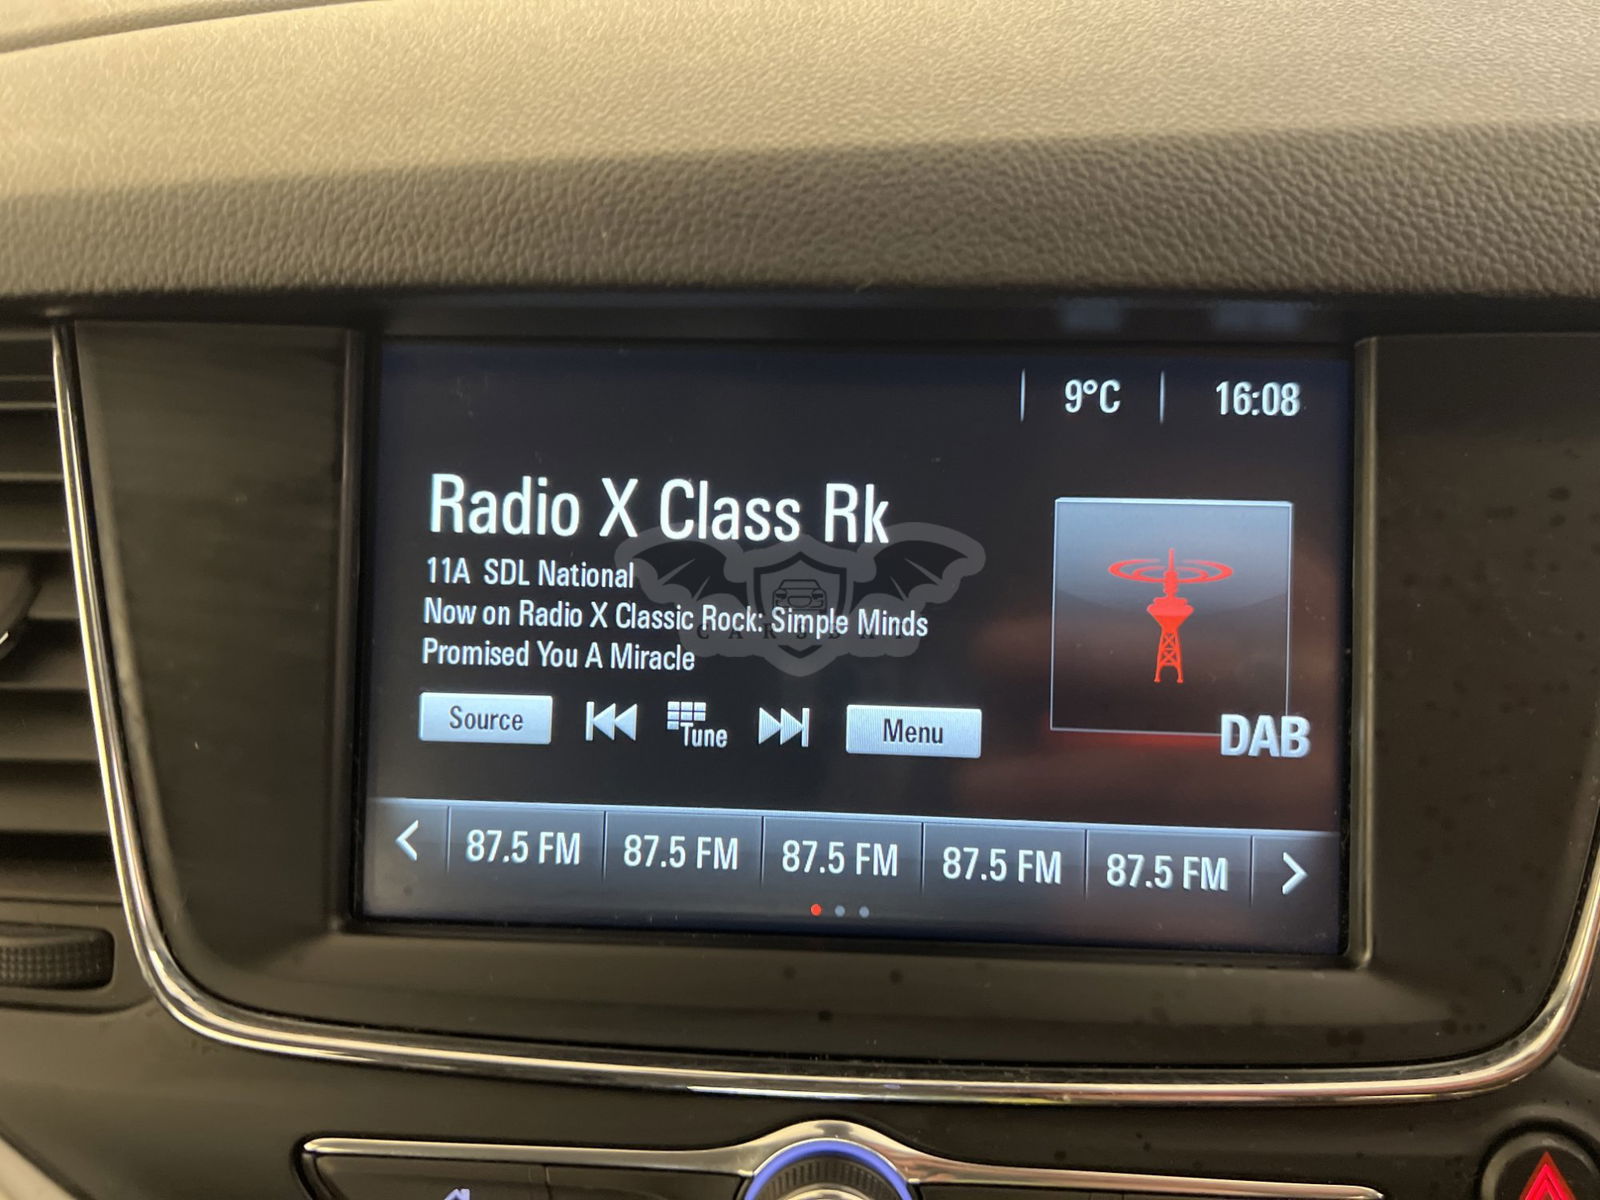 9°C 16:08
Radio X Class Rk
11A SDL National
Now on Radio X Classic Rock: Simple Minds
Promised You A Miracle
DAB
Source Tune Menu
87.5 FM 87.5 FM 87.5 FM 87.5 FM 87.5 FM